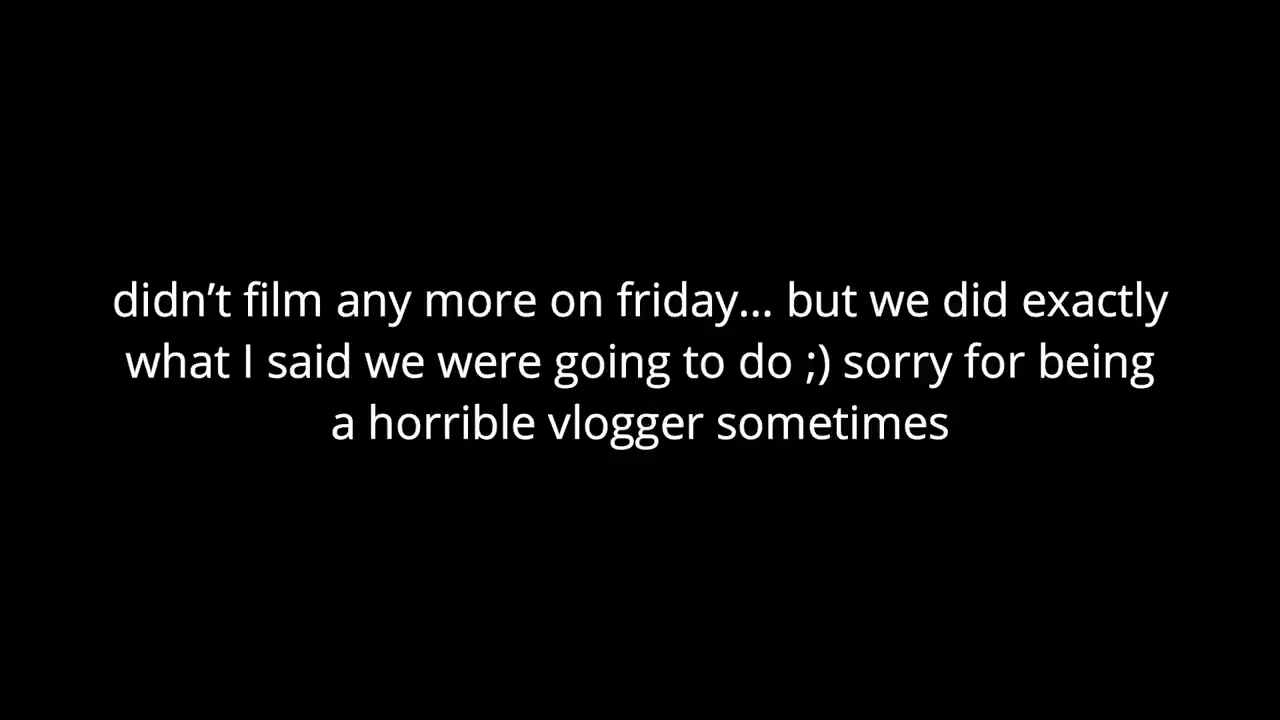 didn’t film any more on friday... but we did exactly
what I said we were going to do ;) sorry for being
a horrible vlogger sometimes